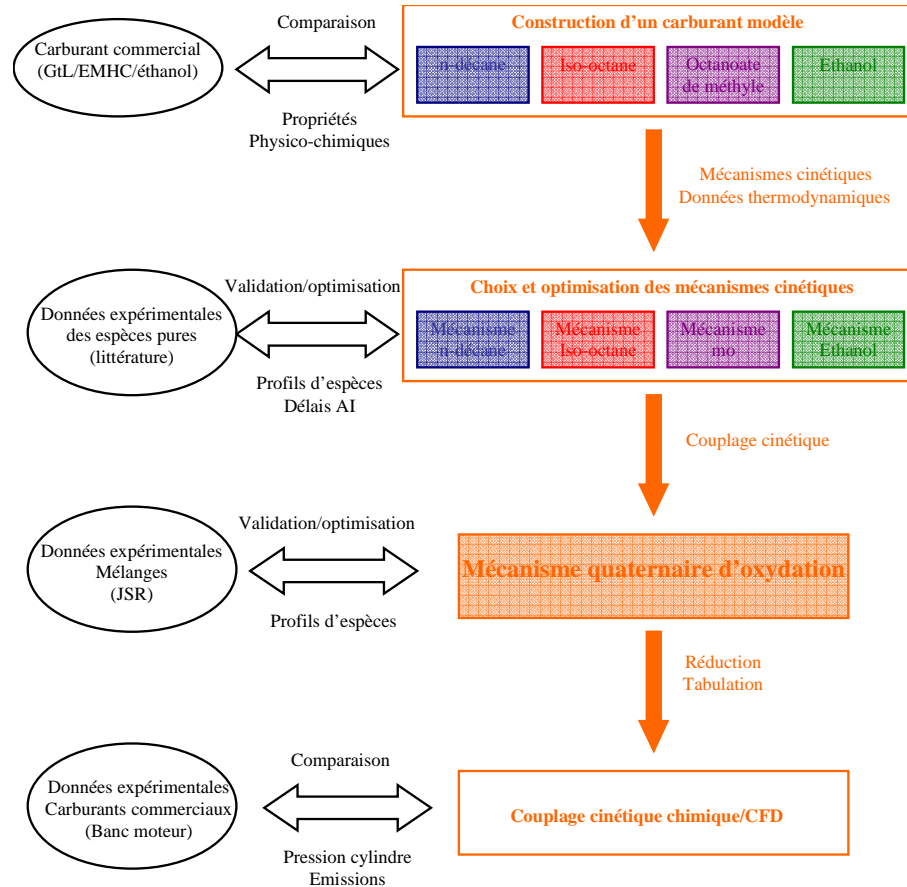 Comparaison
Construction d'un carburant modèle
Carburant commercial
(GtL/EMHC/éthanol)
n-décane
Iso-octane
Octanoate
de méthyle
Ethanol
Propriétés
Physico-chimiques
Mécanismes cinétiques
Données thermodynamiques
Validation/optimisation
Choix et optimisation des mécanismes cinétiques
Données expérimentales
des espèces pures
(littérature)
Mécanisme
n-décane
Mécanisme
Iso-octane
Mécanisme
mo
Mécanisme
Ethanol
Profils d'espèces
Délais AI
Couplage cinétique
Validation/optimisation
Données expérimentales
Mélanges
(JSR)
Mécanisme quaternaire d'oxydation
Profils d'espèces
Réduction
Tabulation
Comparaison
Données expérimentales
Carburants commerciaux
(Banc moteur)
Couplage cinétique chimique/CFD
Pression cylindre
Emissions